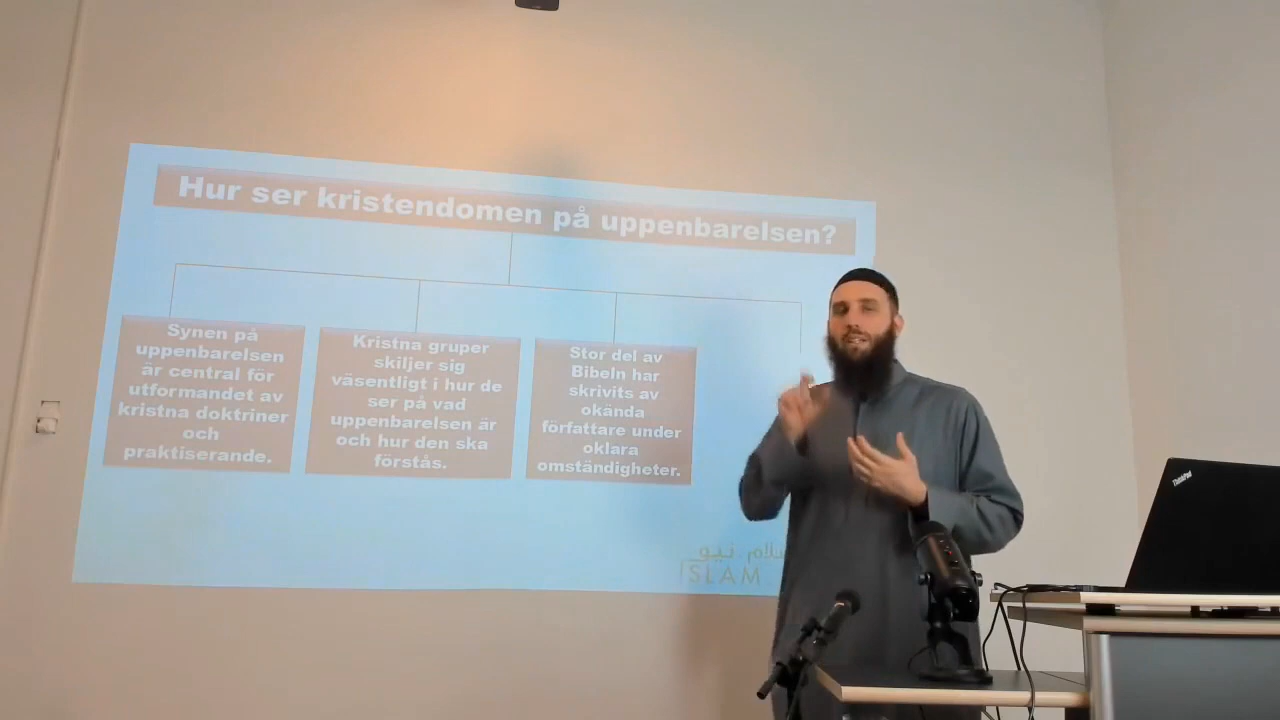 Hur ser kristendomen på uppenbarelsen?
Synen på
uppenbarelsen
är central för
utformandet av
kristna doktriner
och
praktiserande.
Kristna gruper
skiljer sig
väsentligt i hur de
ser på vad
uppenbarelsen är
och hur den ska
förstås.
Stor del av
Bibeln har
skrivits av
okända
författare under
oklara
omständigheter.
نيو
ISLAM
ThinkPad